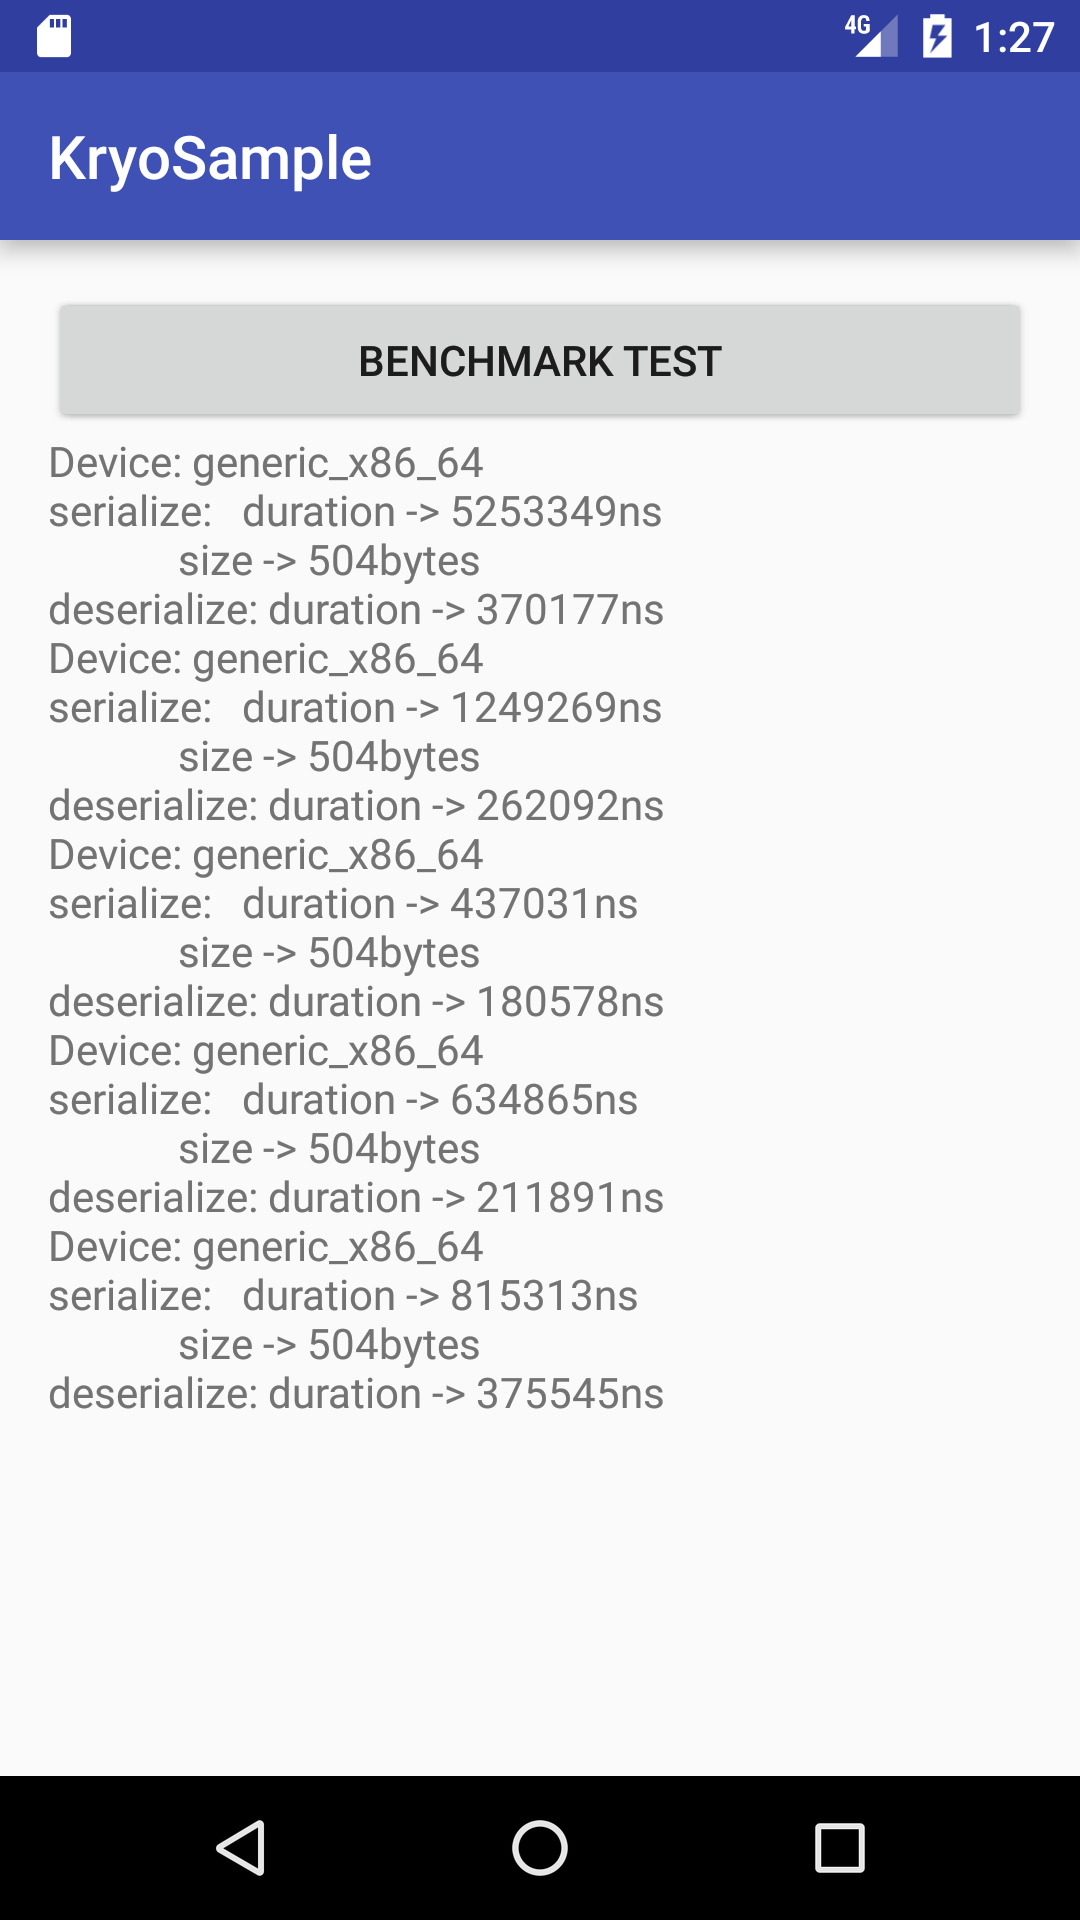 4G 1:27
KryoSample
BENCHMARK TEST
Device: generic_x86_64
serialize:   duration -> 5253349ns
size -> 504bytes
deserialize: duration -> 370177ns
Device: generic_x86_64
serialize:   duration -> 1249269ns
size -> 504bytes
deserialize: duration -> 262092ns
Device: generic_x86_64
serialize:   duration -> 437031ns
size -> 504bytes
deserialize: duration -> 180578ns
Device: generic_x86_64
serialize:   duration -> 634865ns
size -> 504bytes
deserialize: duration -> 211891ns
Device: generic_x86_64
serialize:   duration -> 815313ns
size -> 504bytes
deserialize: duration -> 375545ns